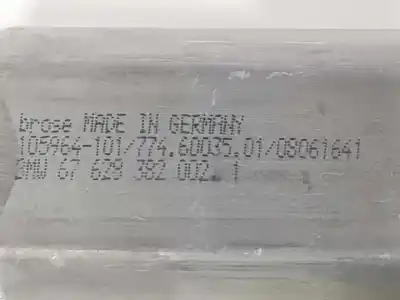 brose MADE IN GERMANY
105964-101/774.60035.01/08061641
BMW 67 628 382 002.1